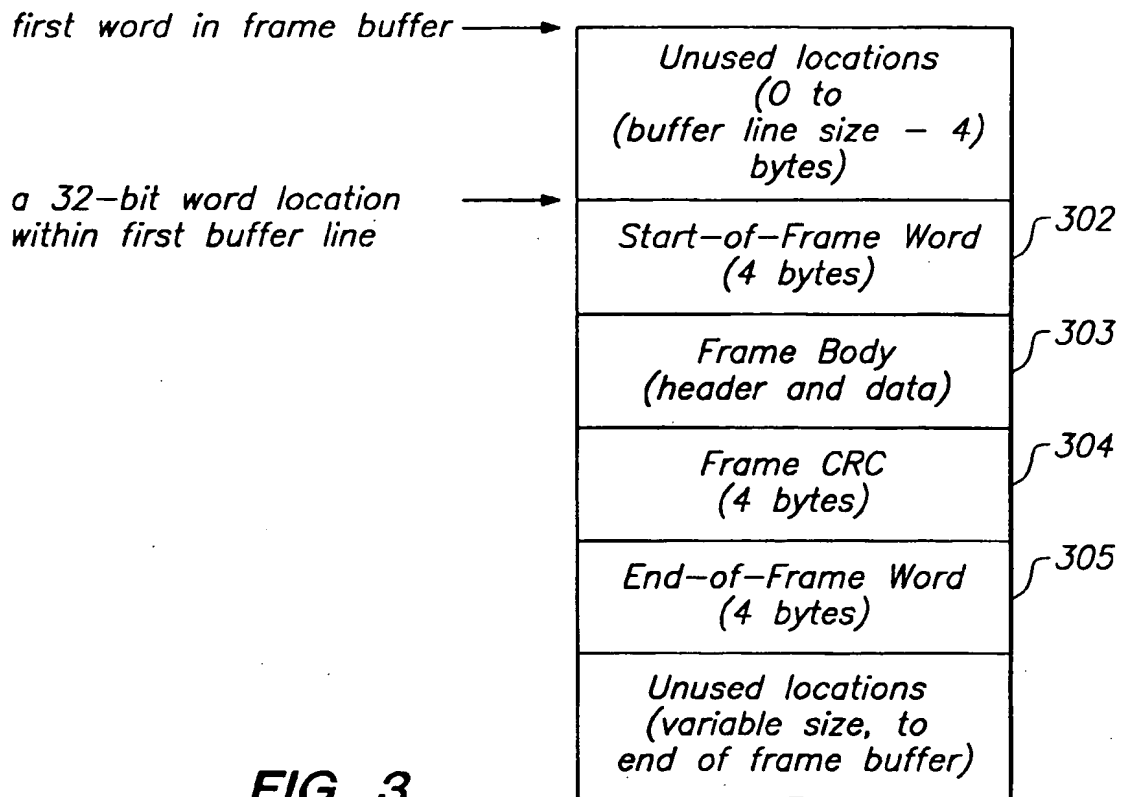 first word in frame buffer
Unused locations
(0 to
(buffer line size – 4)
bytes)
a 32–bit word location
within first buffer line
Start–of–Frame Word
(4 bytes)
302
Frame Body
(header and data)
303
Frame CRC
(4 bytes)
304
End–of–Frame Word
(4 bytes)
305
Unused locations
(variable size, to
end of frame buffer)
FIG. 3